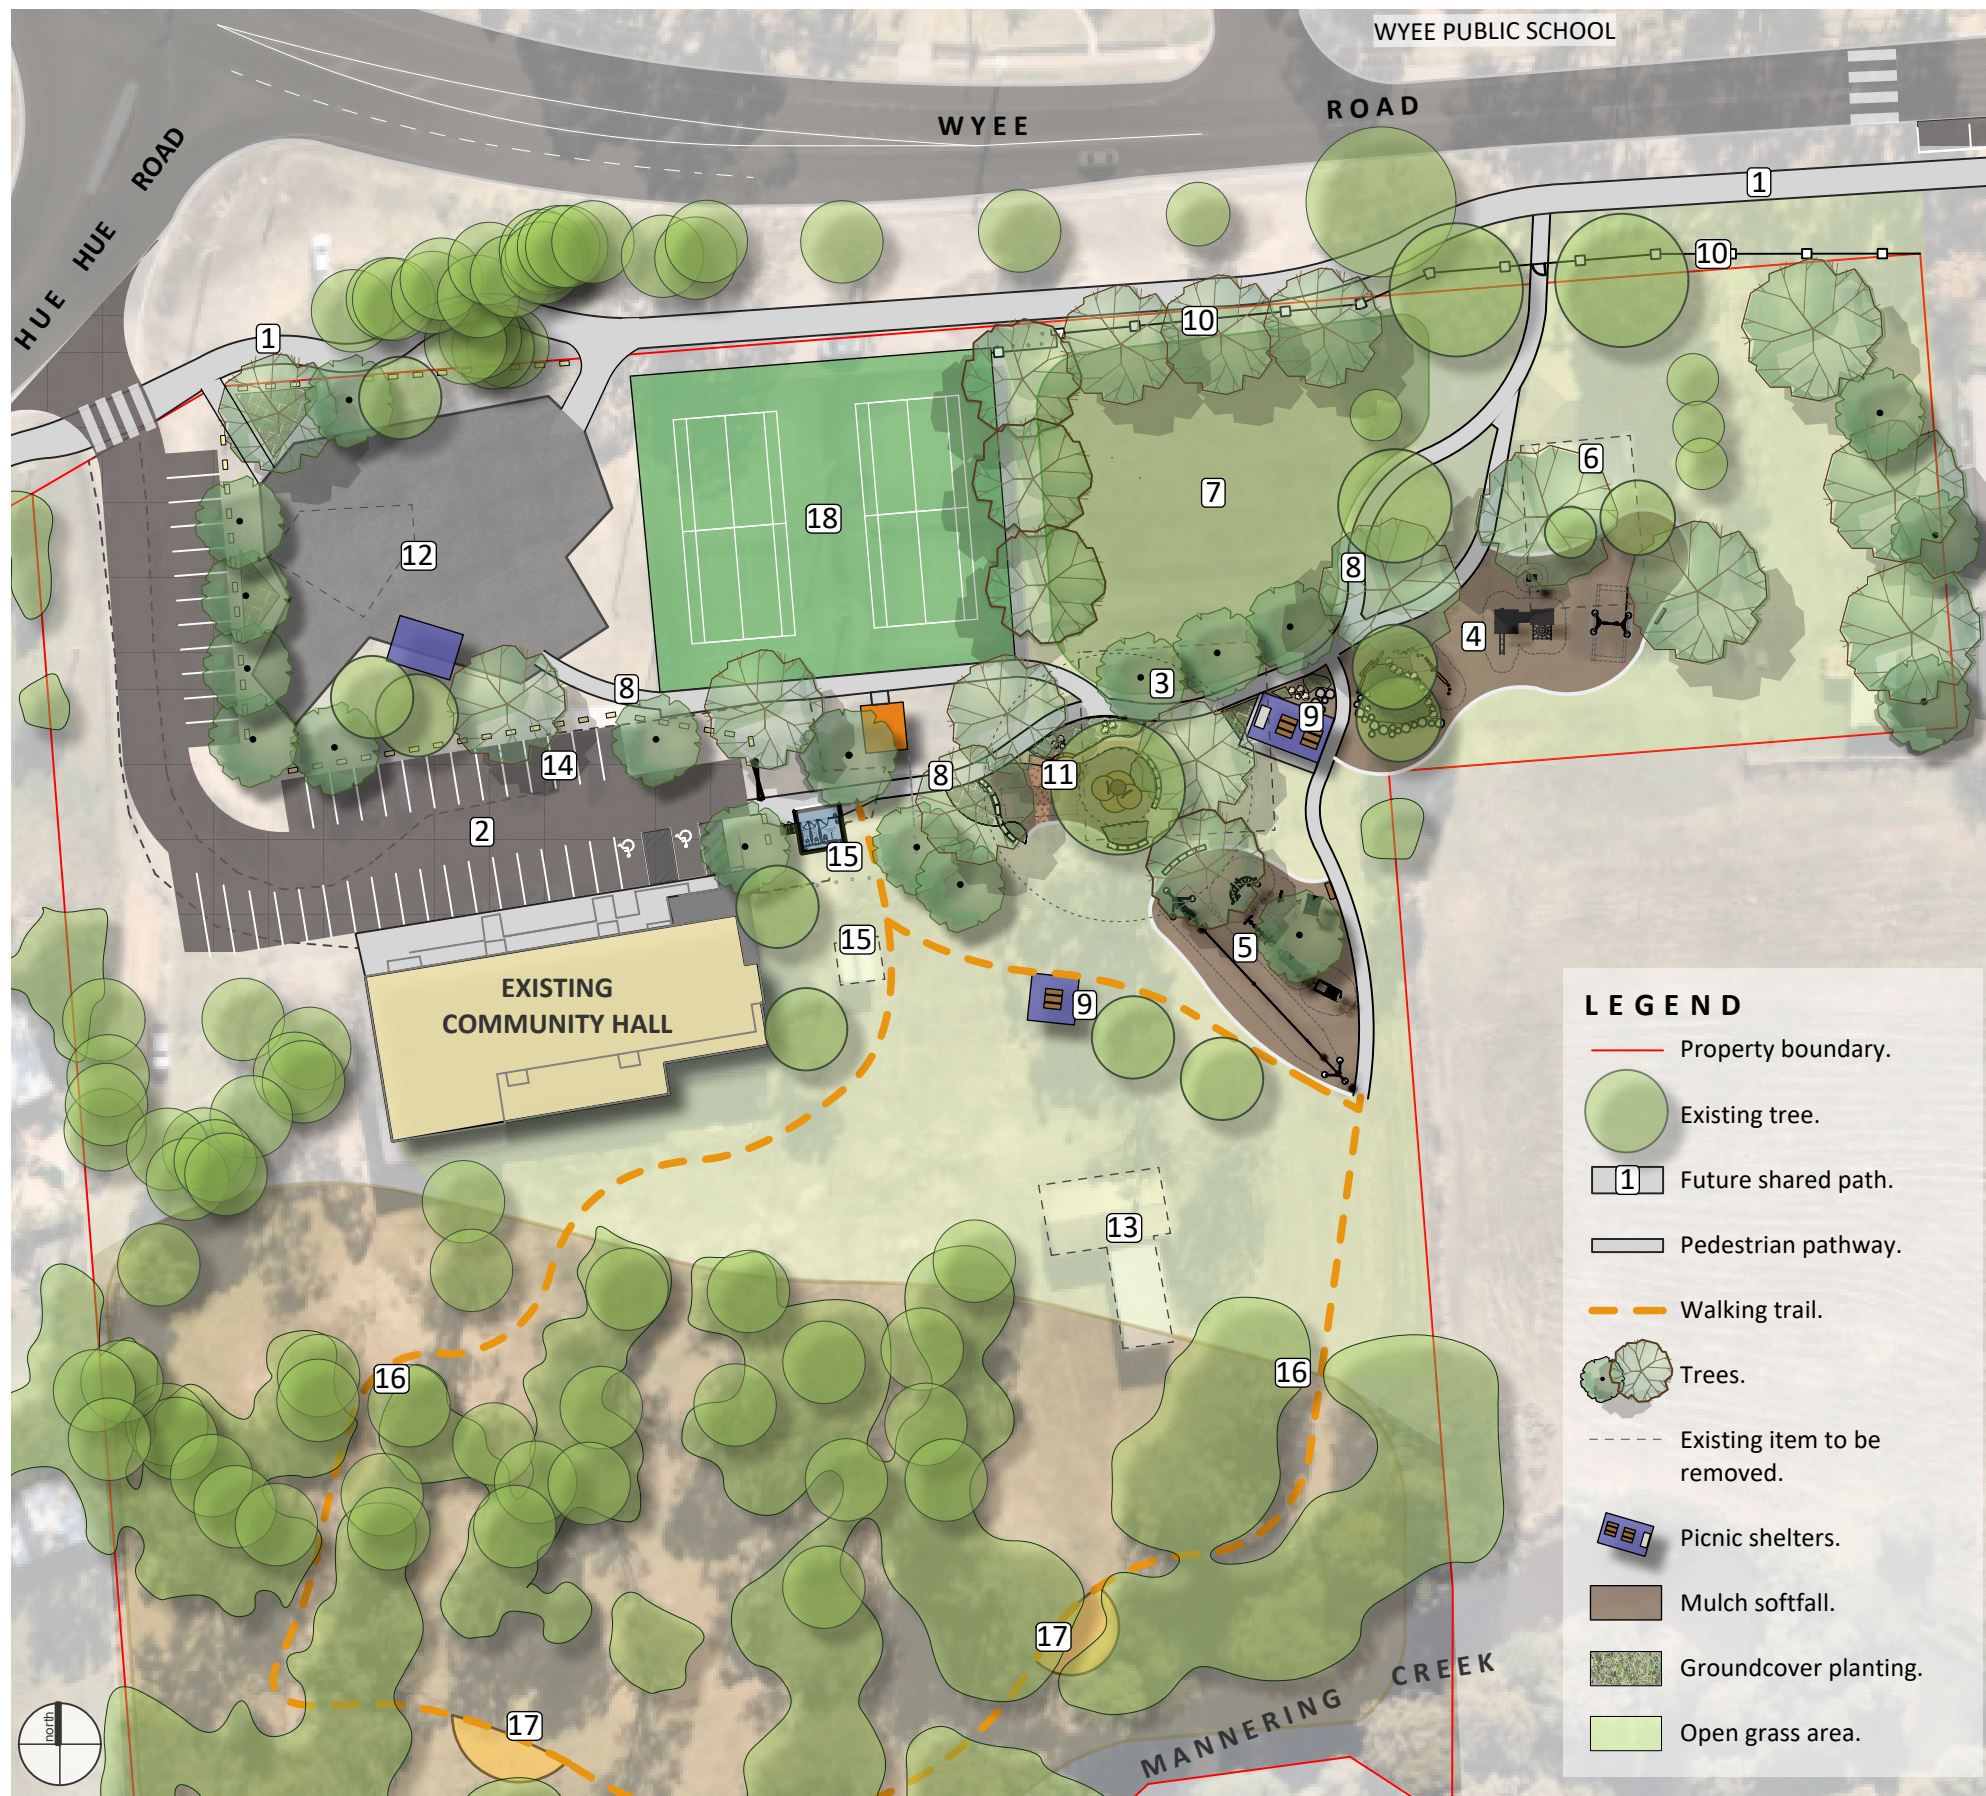 WYEE PUBLIC SCHOOL
WYEE ROAD
HUE ROAD
HUE HUE
1
10
1
10
1
6
7
18
12
8
4
3
8
9
14
11
8
2
15
15
5
9
EXISTING
COMMUNITY HALL
13
16
16
17
17
MANNERING CREEK
north
LEGEND
Property boundary.
Existing tree.
1 Future shared path.
Pedestrian pathway.
Walking trail.
Trees.
Existing item to be
removed.
Picnic shelters.
Mulch softfall.
Groundcover planting.
Open grass area.